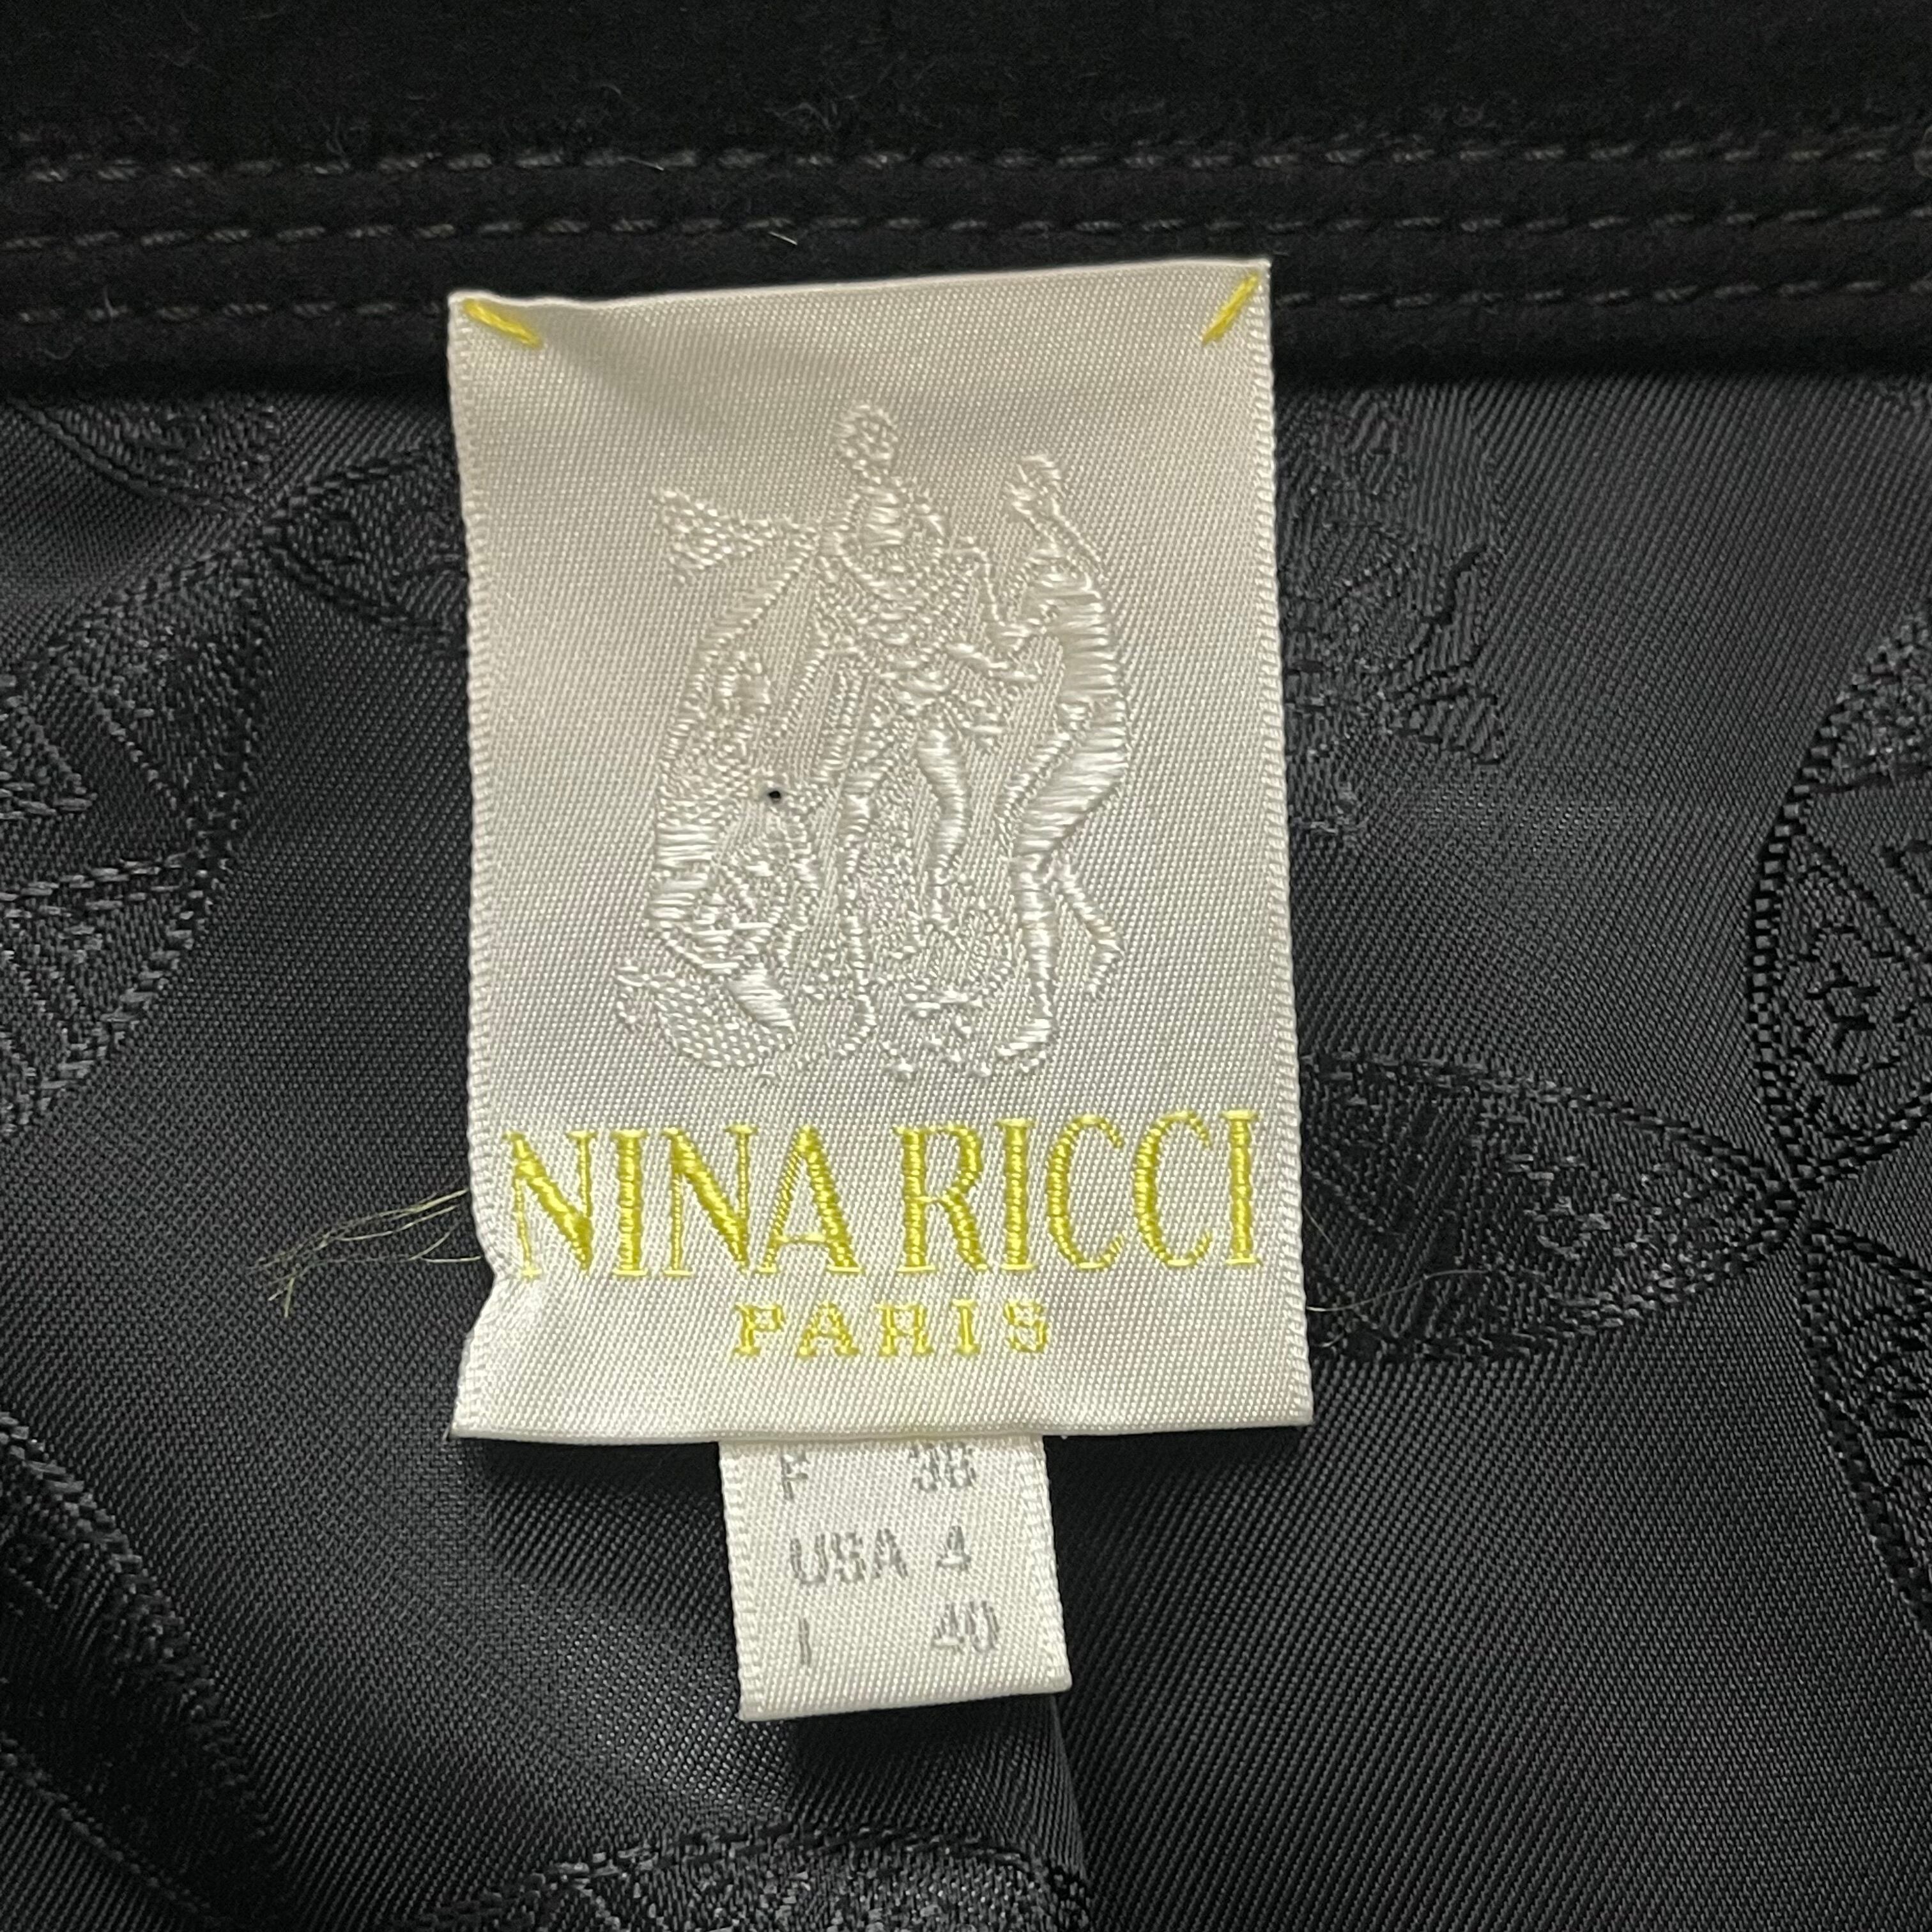 NINA RICCI
PARIS
F 38
USA 4
I 40